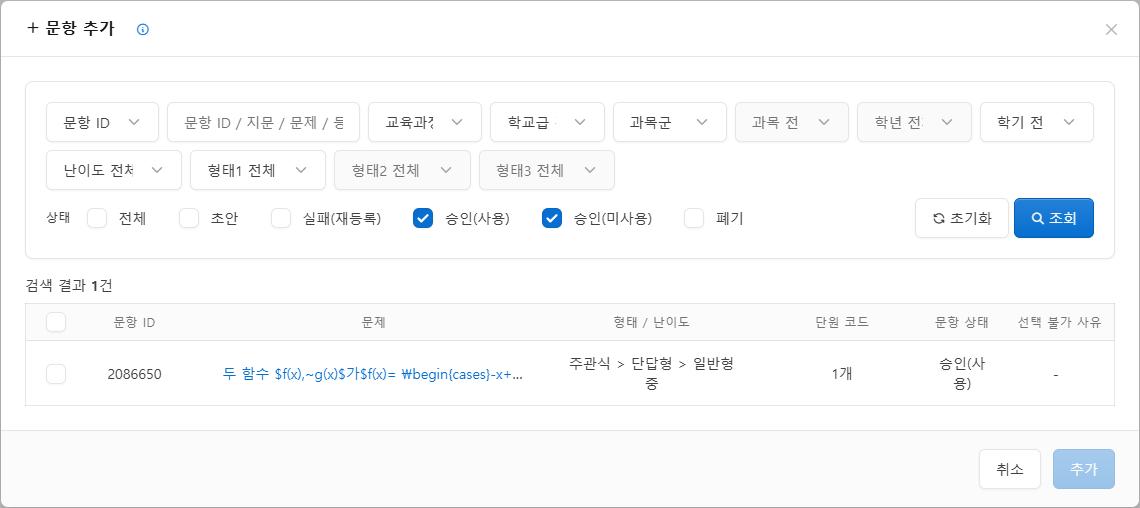 + 문항 추가
문항 ID 문항 ID / 지문 / 문제 / 등 교육과정 학교급 과목군 과목 전 학년 전 학기 전
난이도 전체 형태1 전체 형태2 전체 형태3 전체
상태 전체 초안 실패(재등록) 승인(사용) 승인(미사용) 폐기 초기화 조회
검색 결과 1건
문항 ID 문제 형태 / 난이도 단원 코드 문항 상태 선택 불가 사유
2086650 두 함수 $f(x),~g(x)$가$f(x)= ₩begin{cases}-x+... 주관식 > 단답형 > 일반형 1개 승인(사 -
중 용)
취소 추가